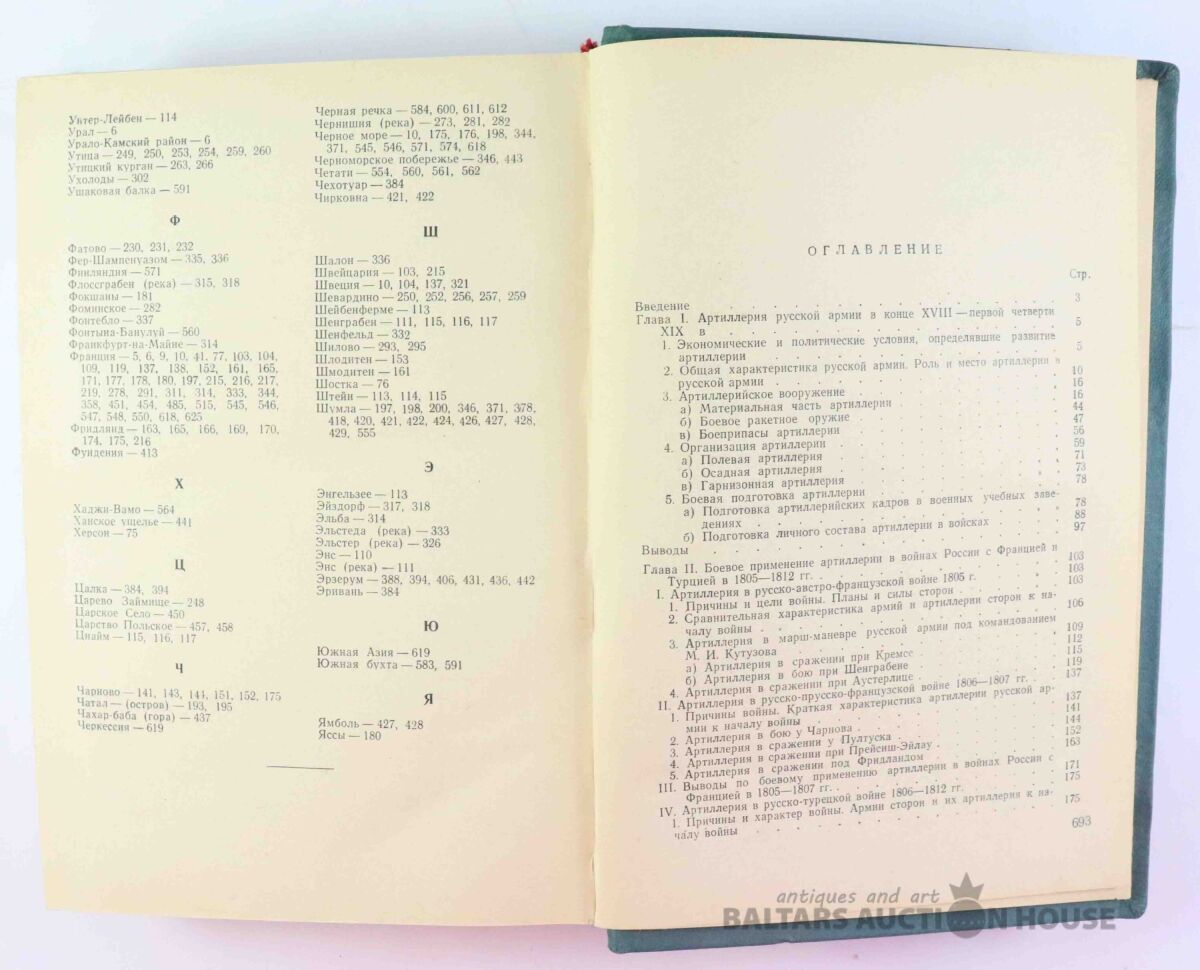 Унтер-Лейбен — 114
Урал — 6
Урало-Камский район — 6
Утица — 249, 250, 253, 254, 259, 260
Утицкий курган — 263, 266
Ухолоды — 302
Ушаковая балка — 591
Ф
Фатово — 230, 231, 232
Фер-Шампенуазом — 335, 336
Финляндия — 571
Флоссграбен (река) — 315, 318
Фокшаны — 181
Фоминское — 282
Фонтебло — 337
Фонтына-Банулуй — 560
Франкфурт-на-Майне — 314
Франция — 5, 6, 9, 10, 41, 77, 103, 104,
109, 119, 137, 138, 152, 161, 165,
171, 177, 178, 180, 197, 215, 216, 217,
219, 278, 291, 311, 314, 333, 344,
358, 451, 454, 485, 515, 545, 546,
547, 548, 550, 618, 625
Фридлянд — 163, 165, 166, 169, 170,
174, 175, 216
Фундения — 413
Х
Хаджи-Вамо — 564
Ханское ущелье — 441
Херсон — 75
Ц
Цалка — 384, 394
Царево Займище — 248
Царское Село — 450
Царство Польское — 457, 458
Цнайм — 115, 116, 117
Ч
Чарново — 141, 143, 144, 151, 152, 175
Чатал — (остров) — 193, 195
Чахар-баба (гора) — 437
Черкессия — 619
Черная речка — 584, 600, 611, 612
Чернишня (река) — 273, 281, 282
Черное море — 10, 175, 176, 198, 344,
371, 545, 546, 571, 574, 618
Черноморское побережье — 346, 443
Четати — 554, 560, 561, 562
Чехотуар — 384
Чирковна — 421, 422
Ш
Шалон — 336
Швейцария — 103, 215
Швеция — 10, 104, 137, 321
Шевардино — 250, 252, 256, 257, 259
Шейбенферме — 113
Шенграбен — 111, 115, 116, 117
Шенфельд — 332
Шилово — 293, 295
Шлодитен — 153
Шмодитен — 161
Шостка — 76
Штейн — 113, 114, 115
Шумла — 197, 198, 200, 346, 371, 378,
418, 420, 421, 422, 424, 426, 427, 428,
429, 555
Э
Энгельзее — 113
Эйздорф — 317, 318
Эльба — 314
Эльстеда (река) — 333
Эльстер (река) — 326
Энс — 110
Энс (река) — 111
Эрзерум — 388, 394, 406, 431, 436, 442
Эривань — 384
Ю
Южная Азия — 619
Южная бухта — 583, 591
Я
Ямболь — 427, 428
Яссы — 180
ОГЛАВЛЕНИЕ
Стр.
Введение . . . 3
Глава I. Артиллерия русской армии в конце XVIII — первой четверти
XIX в . . . 5
1. Экономические и политические условия, определявшие развитие
артиллерии . . . 5
2. Общая характеристика русской армии. Роль и место артиллерии в
русской армии . . . 10
3. Артиллерийское вооружение . . . 16
а) Материальная часть артиллерии . . . 16
б) Боевое ракетное оружие . . . 44
в) Боеприпасы артиллерии . . . 47
4. Организация артиллерии . . . 56
а) Полевая артиллерия . . . 59
б) Осадная артиллерия . . . 71
в) Гарнизонная артиллерия . . . 73
5. Боевая подготовка артиллерии . . . 78
а) Подготовка артиллерийских кадров в военных учебных заве-
дениях . . . 78
б) Подготовка личного состава артиллерии в войсках . . . 88
Выводы . . . 97
Глава II. Боевое применение артиллерии в войнах России с Францией и
Турцией в 1805—1812 гг. . . . 103
I. Артиллерия в русско-австро-французской войне 1805 г. . . . 103
1. Причины и цели войны. Планы и силы сторон . . . 103
2. Сравнительная характеристика армий и артиллерии сторон к на-
чалу войны . . . 106
3. Артиллерия в марш-маневре русской армии под командованием
М. И. Кутузова . . . 109
а) Артиллерия в сражении при Кремсе . . . 112
б) Артиллерия в бою при Шенграбене . . . 115
4. Артиллерия в сражении при Аустерлице . . . 119
II. Артиллерия в русско-прусско-французской войне 1806—1807 гг. . . . 137
1. Причины войны. Краткая характеристика артиллерии русской ар-
мии к началу войны . . . 137
2. Артиллерия в бою у Чарнова . . . 141
3. Артиллерия в сражении у Пултуска . . . 144
4. Артиллерия в сражении при Прейсиш-Эйлау . . . 152
5. Артиллерия в сражении под Фридландом . . . 163
III. Выводы по боевому применению артиллерии в войнах России с
Францией в 1805—1807 гг. . . . 171
IV. Артиллерия в русско-турецкой войне 1806—1812 гг. . . . 175
1. Причины и характер войны. Армии сторон и их артиллерия к на-
чалу войны . . . 175
693
antiques and art
BALTARS AUCTION HOUSE